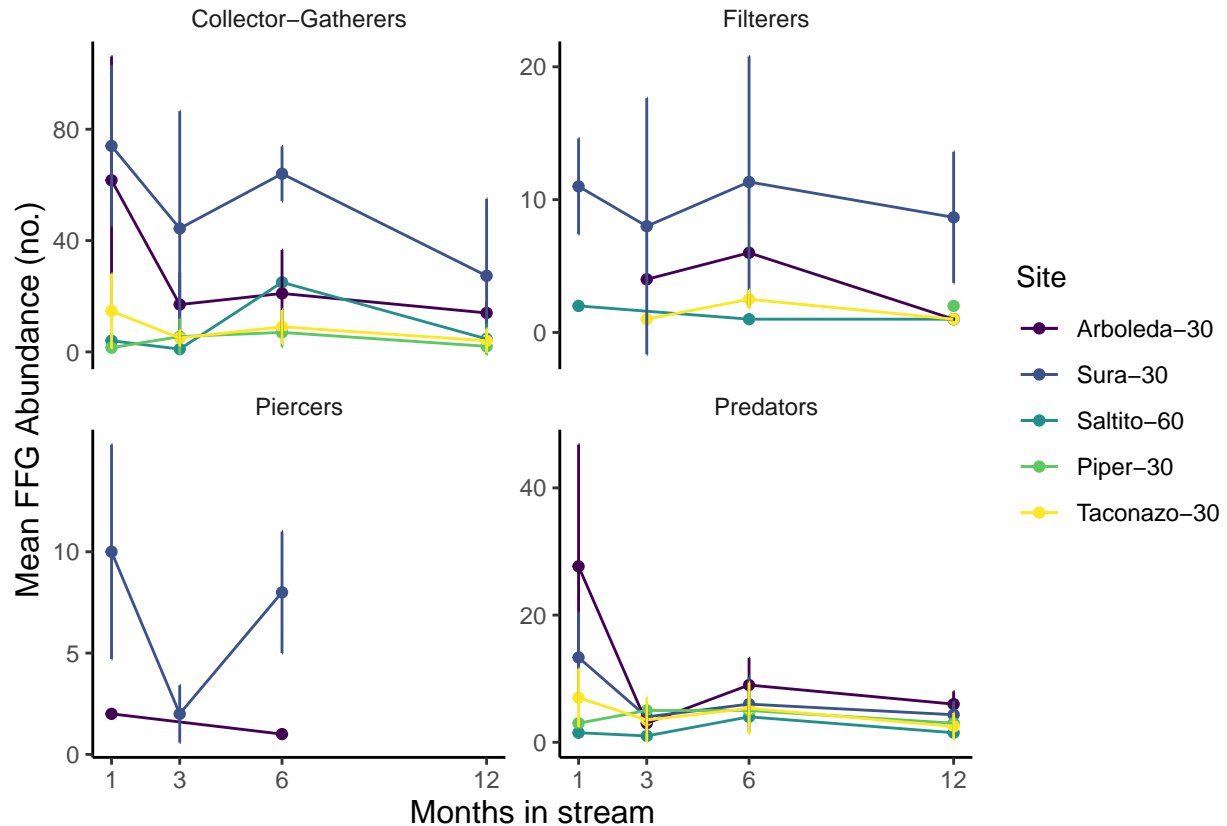 Collector−Gatherers
Filterers
80
40
0
20
10
0
Piercers
Predators
10
5
0
40
20
0
1 3 6 12
1 3 6 12
Mean FFG Abundance (no.)
Months in stream
Site
Arboleda−30
Sura−30
Saltito−60
Piper−30
Taconazo−30